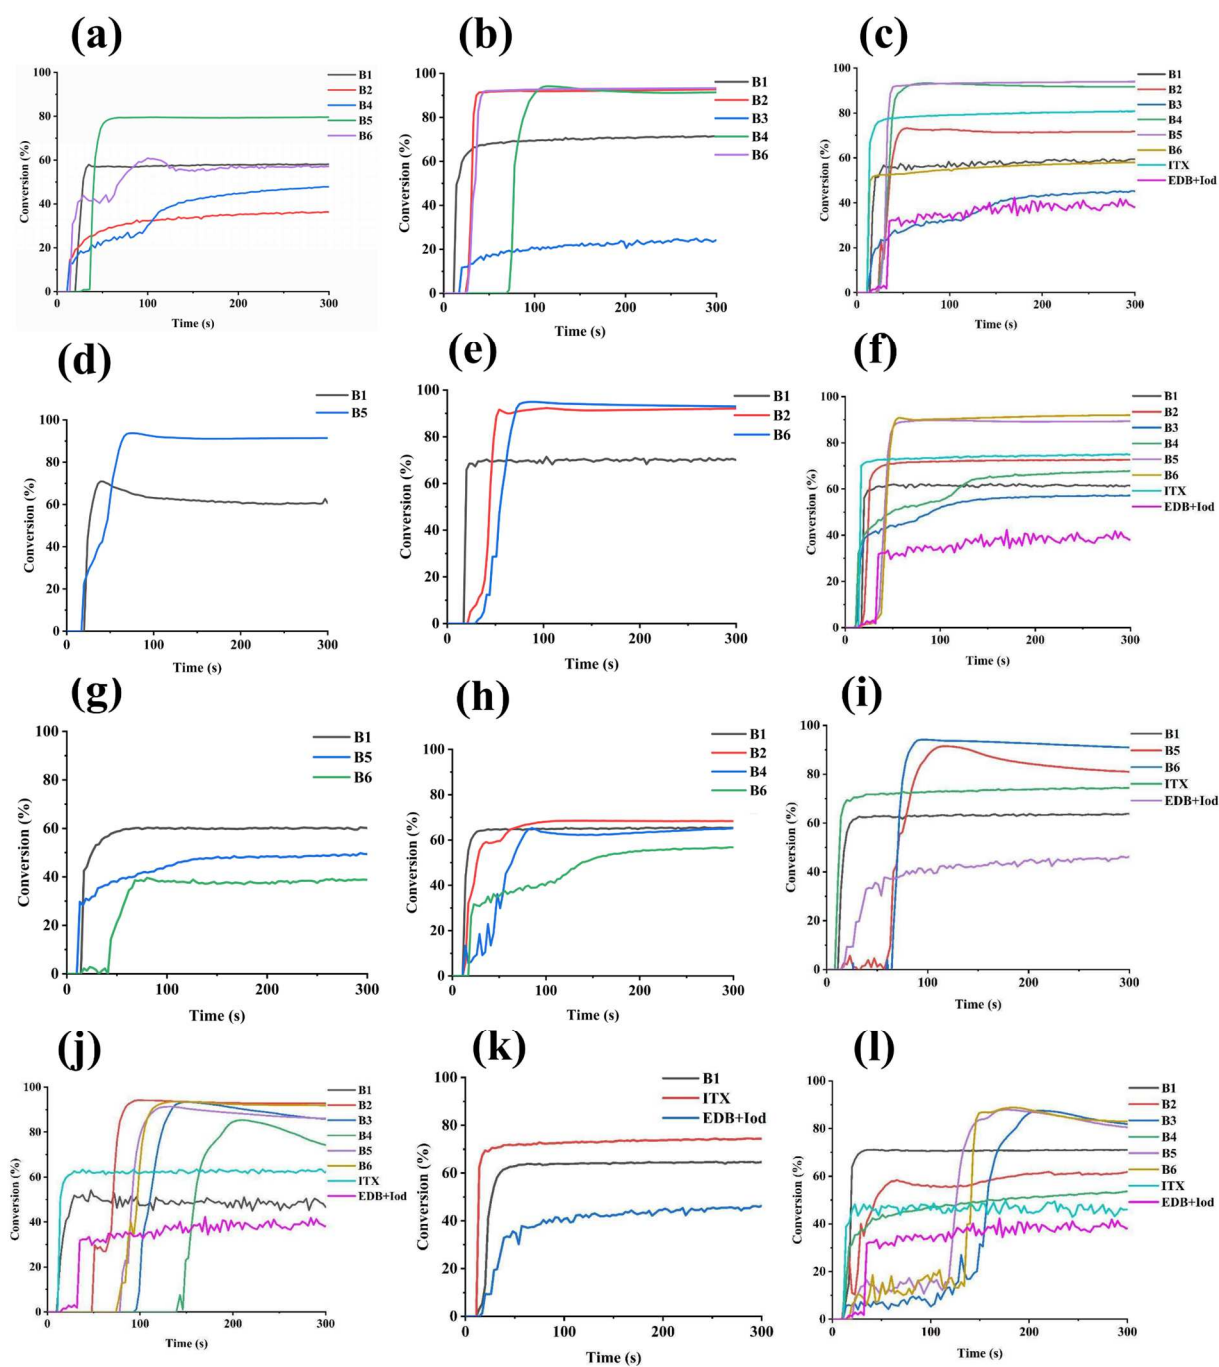 (a)
100
80
60
40
20
0
0 100 200 300
Conversion (%)
Time (s)
B1
B2
B4
B5
B6
(b)
100
80
60
40
20
0
0 100 200 300
Conversion (%)
Time (s)
B1
B2
B3
B4
B6
(c)
100
80
60
40
20
0
0 100 200 300
Conversion (%)
Time (s)
B1
B2
B3
B4
B5
B6
ITX
EDB+Iod
(d)
100
80
60
40
20
0
0 100 200 300
Conversion (%)
Time (s)
B1
B5
(e)
100
80
60
40
20
0
0 100 200 300
Conversion (%)
Time (s)
B1
B2
B6
(f)
100
80
60
40
20
0
0 100 200 300
Conversion (%)
Time (s)
B1
B2
B3
B4
B5
B6
ITX
EDB+Iod
(g)
100
80
60
40
20
0
0 100 200 300
Conversion (%)
Time (s)
B1
B5
B6
(h)
100
80
60
40
20
0
0 100 200 300
Conversion (%)
Time (s)
B1
B2
B4
B6
(i)
100
80
60
40
20
0
0 100 200 300
Conversion (%)
Time (s)
B1
B5
B6
ITX
EDB+Iod
(j)
100
80
60
40
20
0
0 100 200 300
Conversion (%)
Time (s)
B1
B2
B3
B4
B5
B6
ITX
EDB+Iod
(k)
100
80
60
40
20
0
0 100 200 300
Conversion (%)
Time (s)
B1
ITX
EDB+Iod
(l)
100
80
60
40
20
0
0 100 200 300
Conversion (%)
Time (s)
B1
B2
B3
B4
B5
B6
ITX
EDB+Iod